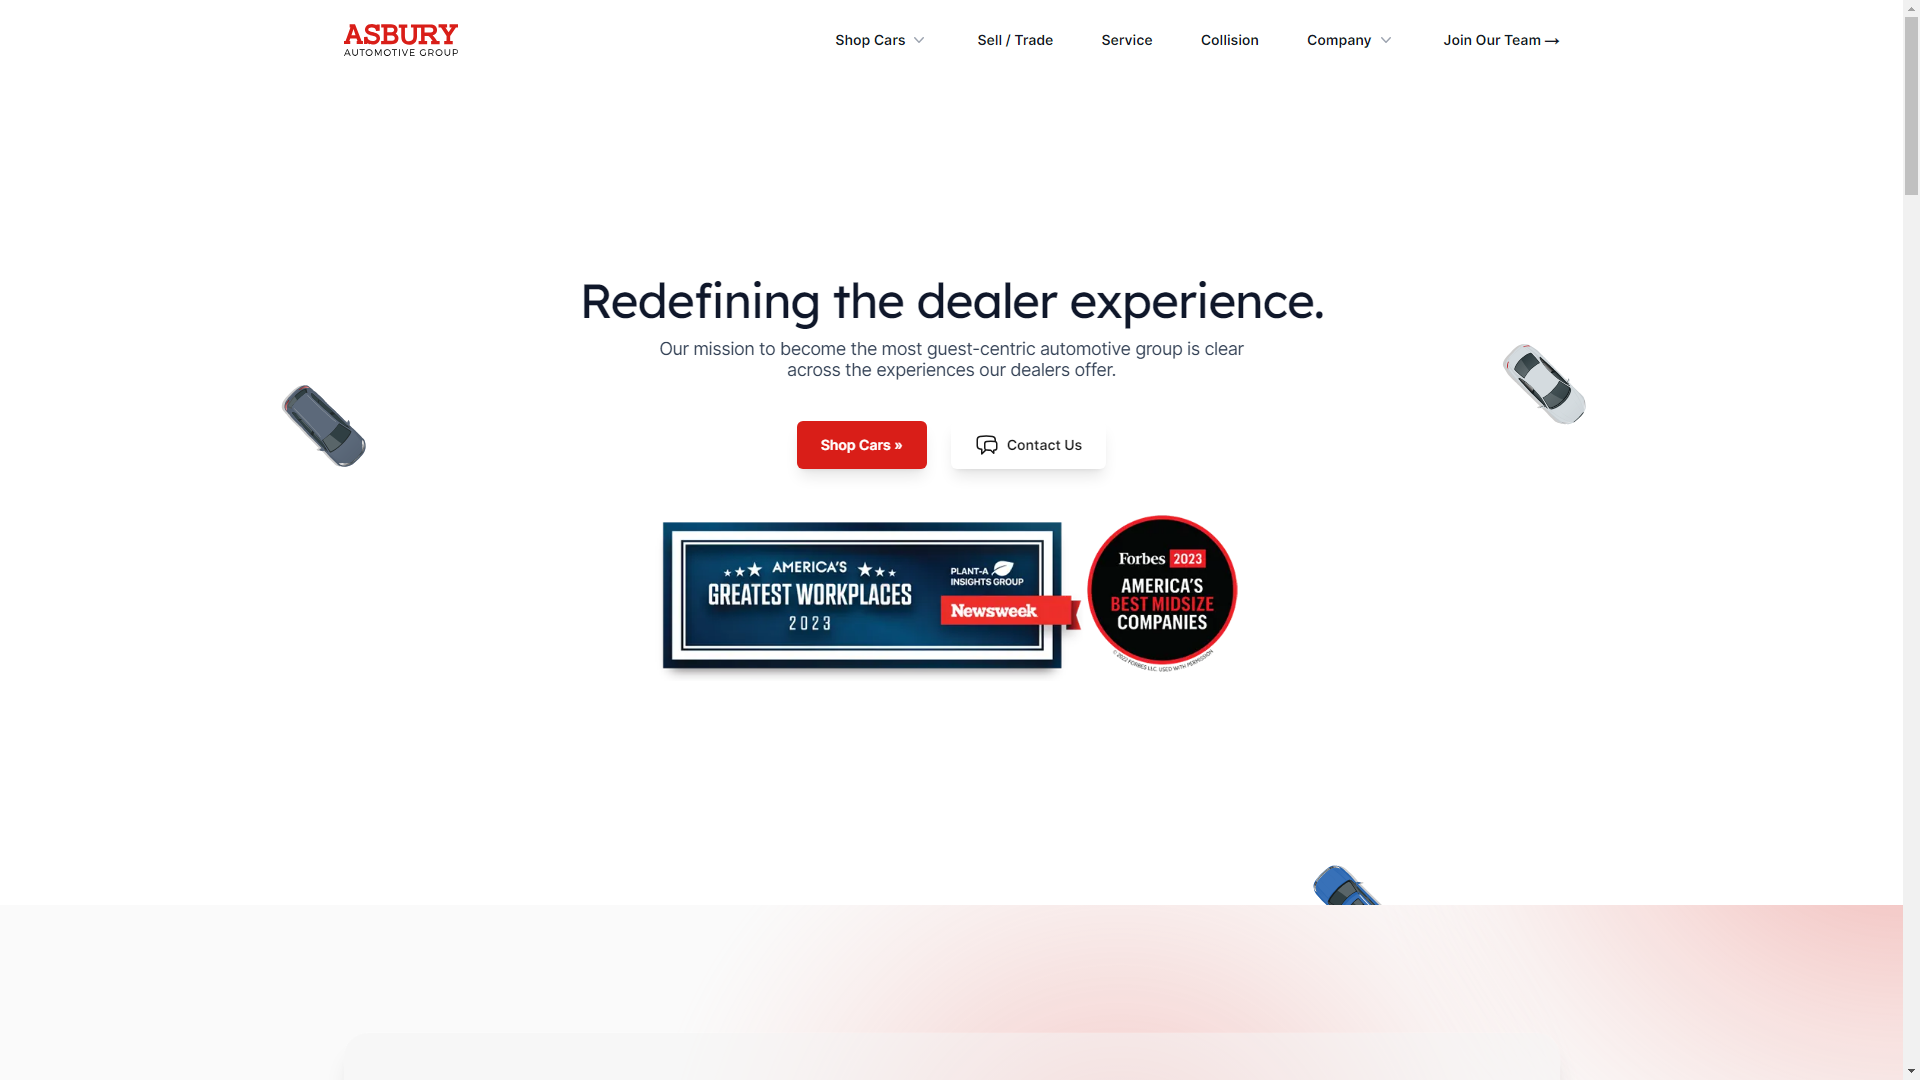 ASBURY
AUTOMOTIVE GROUP
Shop Cars
Sell / Trade
Service
Collision
Company
Join Our Team →
Redefining the dealer experience.
Our mission to become the most guest-centric automotive group is clear
across the experiences our dealers offer.
Shop Cars »
Contact Us
AMERICA'S
GREATEST WORKPLACES
2023
PLANT-A
INSIGHTS GROUP
Newsweek
Forbes 2023
AMERICA'S
BEST MIDSIZE
COMPANIES
© 2022 FORBES LLC. USED WITH PERMISSION